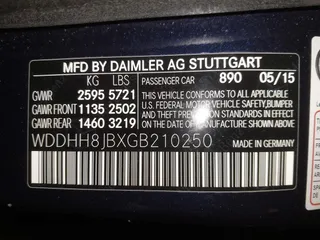 MFD BY DAIMLER AG STUTTGART
KG LBS PASSENGER CAR 890 05/15
GVWR 2595 5721 THIS VEHICLE CONFORMS TO ALL APPLICABLE
GAWR FRONT 1135 2502 U.S. FEDERAL MOTOR VEHICLE SAFETY,BUMPER
GAWR REAR 1460 3219 AND THEFT PREVENTION STANDARDS IN EFFECT
ON THE DATE OF MANUFACTURE SHOWN ABOVE.
WDDHH8JBXGB210250
MADE IN GERMANY